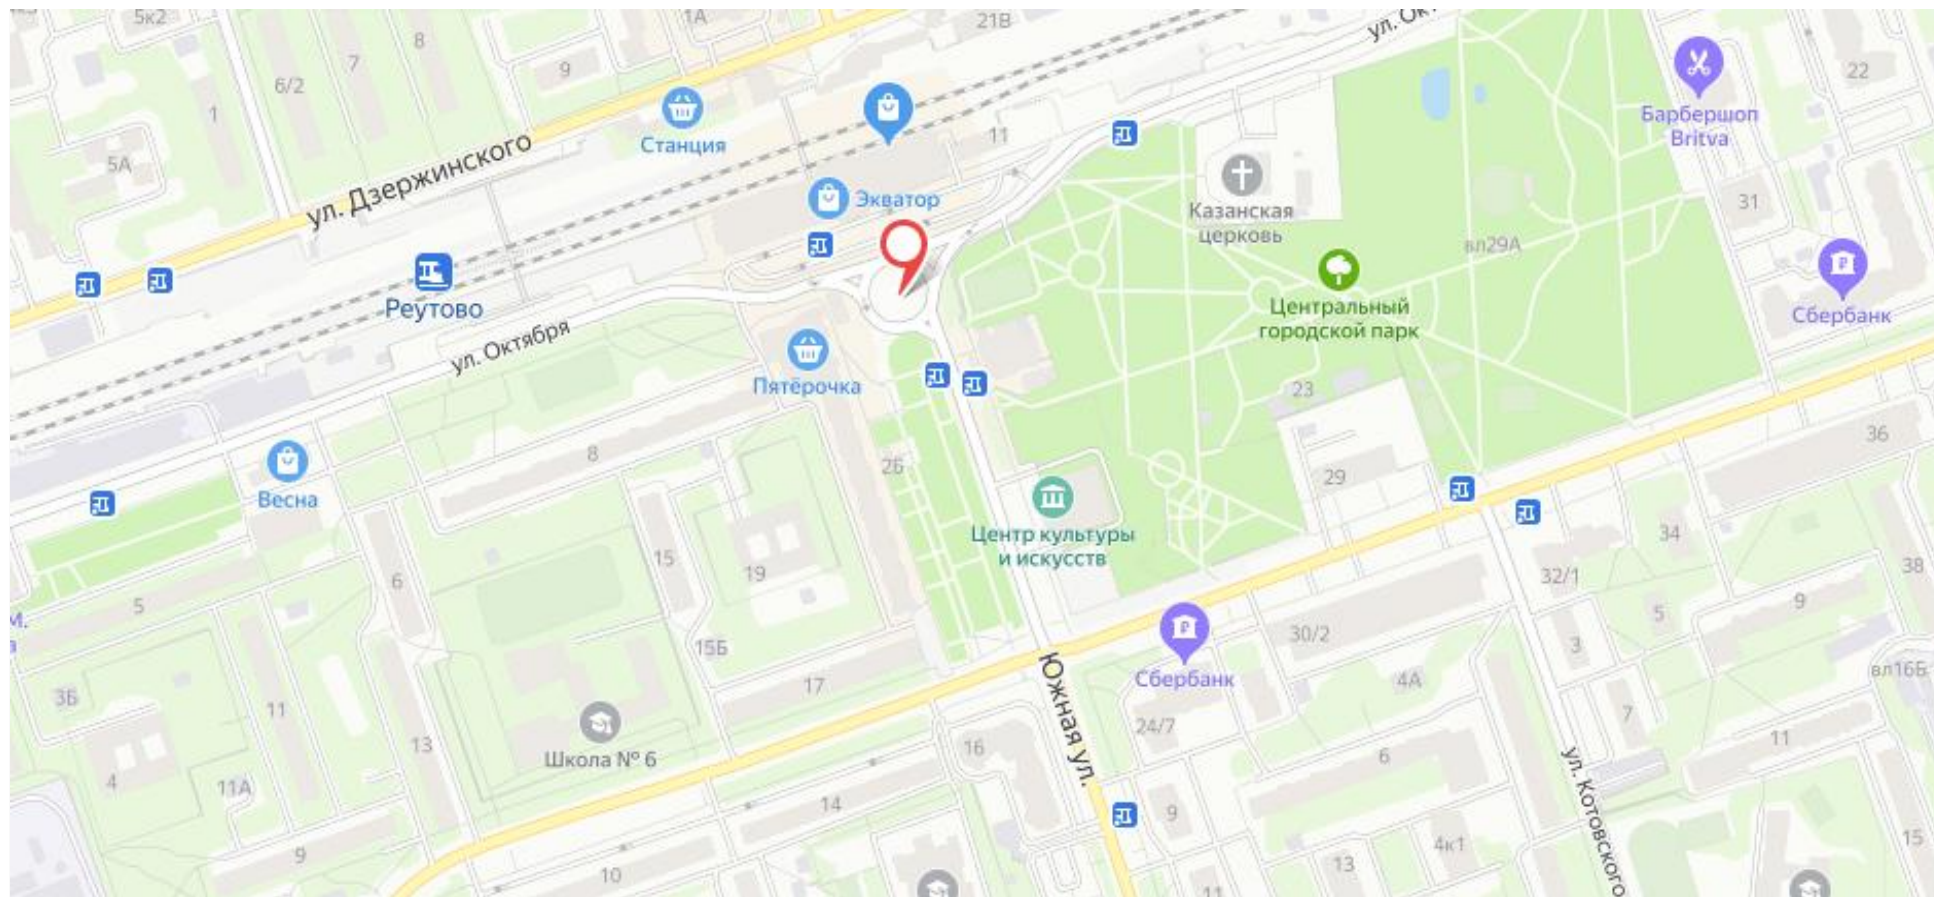 5к2
1А
21В
ул. Окт
8
7
9
6/2
1
22
Станция
11
Барбершоп
Britva
5А
ул. Дзержинского
Экватор
31
Казанская
церковь
вл29А
Реутово
Центральный
городской парк
Сбербанк
ул. Октября
Пятёрочка
23
36
8
2Б
29
Весна
Центр культуры
и искусств
34
15
19
6
32/1
38
5
9
5
м.
а
30/2
3
15Б
вл16Б
17
Сбербанк
4А
3Б
11
Южная ул.
7
24/7
13
Школа № 6
16
11
6
4
11А
ул. Котовского
14
9
4к1
15
9
13
10
11